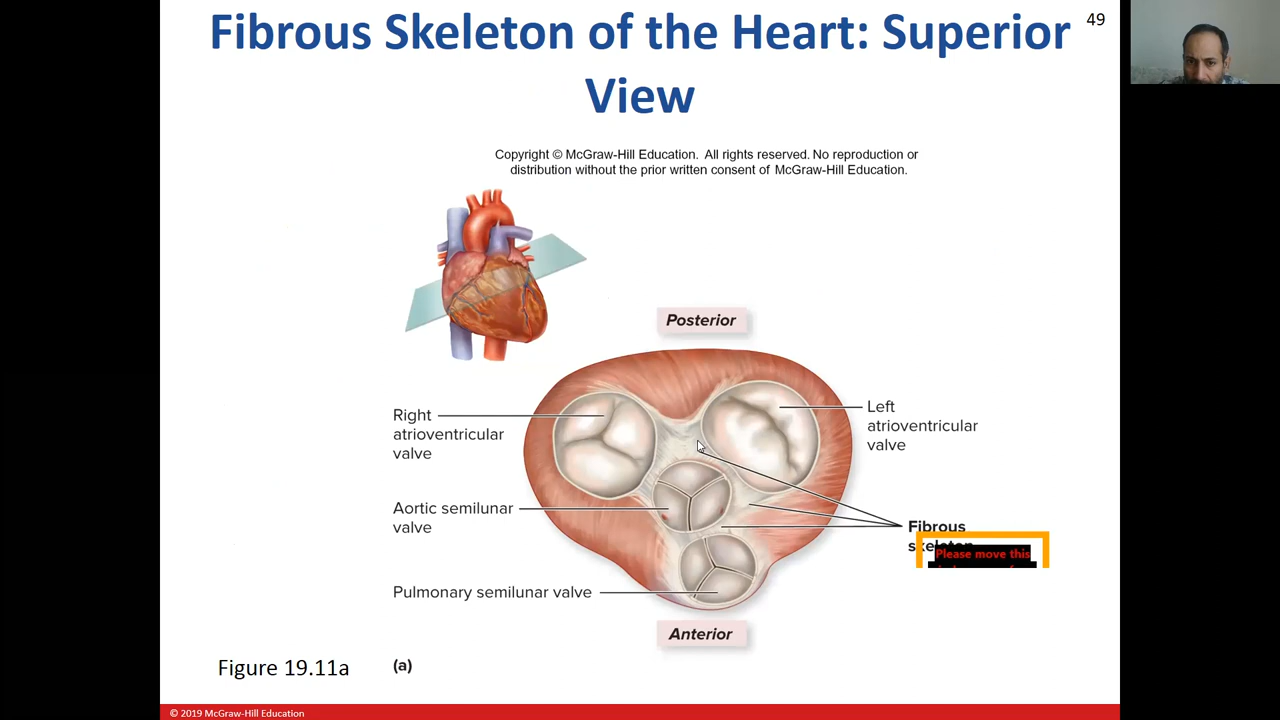 Fibrous Skeleton of the Heart: Superior
View
49
Copyright © McGraw-Hill Education. All rights reserved. No reproduction or
distribution without the prior written consent of McGraw-Hill Education.
Posterior
Right
atrioventricular
valve
Left
atrioventricular
valve
Aortic semilunar
valve
Fibrous
skeleton
Please move this
Pulmonary semilunar valve
Anterior
Figure 19.11a
(a)
© 2019 McGraw-Hill Education